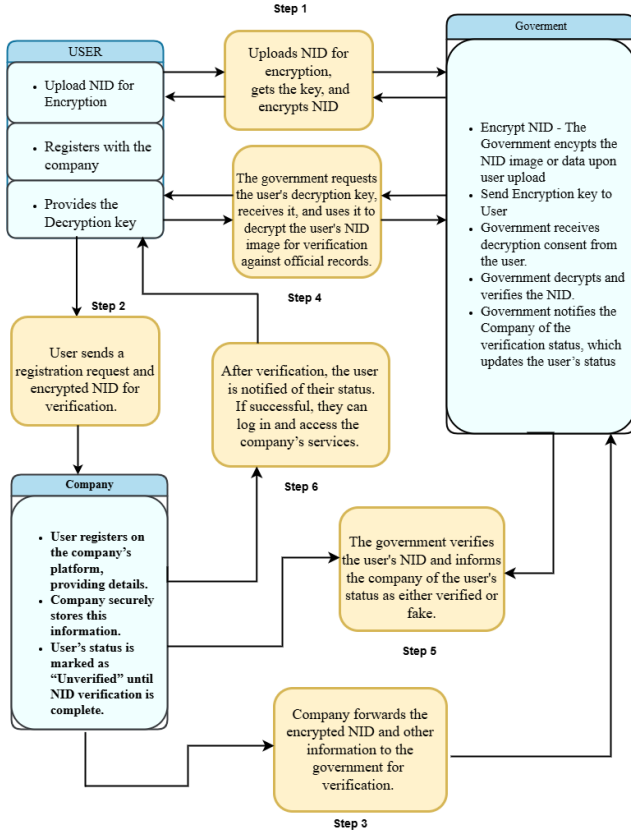 Step 1
USER
Upload NID for
Encryption
Registers with the
company
Provides the
Decryption key
Uploads NID for
encryption,
gets the key, and
encrypts NID
Goverment
Encrypt NID - The
Government encypts the
NID image or data upon
user upload
Send Encryption key to
User
Government receives
decryption consent from
the user.
Government decrypts and
verifies the NID.
Government notifies the
Company of the
verification status, which
updates the user's status
The government requests
the user's decryption key,
receives it, and uses it to
decrypt the user's NID
image for verification
against official records.
Step 4
Step 2
User sends a
registration request and
encrypted NID for
verification.
After verification, the user
is notified of their status.
If successful, they can
log in and access the
company's services.
Step 6
Company
User registers on
the company's
platform,
providing details.
Company securely
stores this
information.
User's status is
marked as
“Unverified” until
NID verification is
complete.
The government verifies
the user's NID and informs
the company of the user's
status as either verified or
fake.
Step 5
Company forwards the
encrypted NID and other
information to the
government for
verification.
Step 3